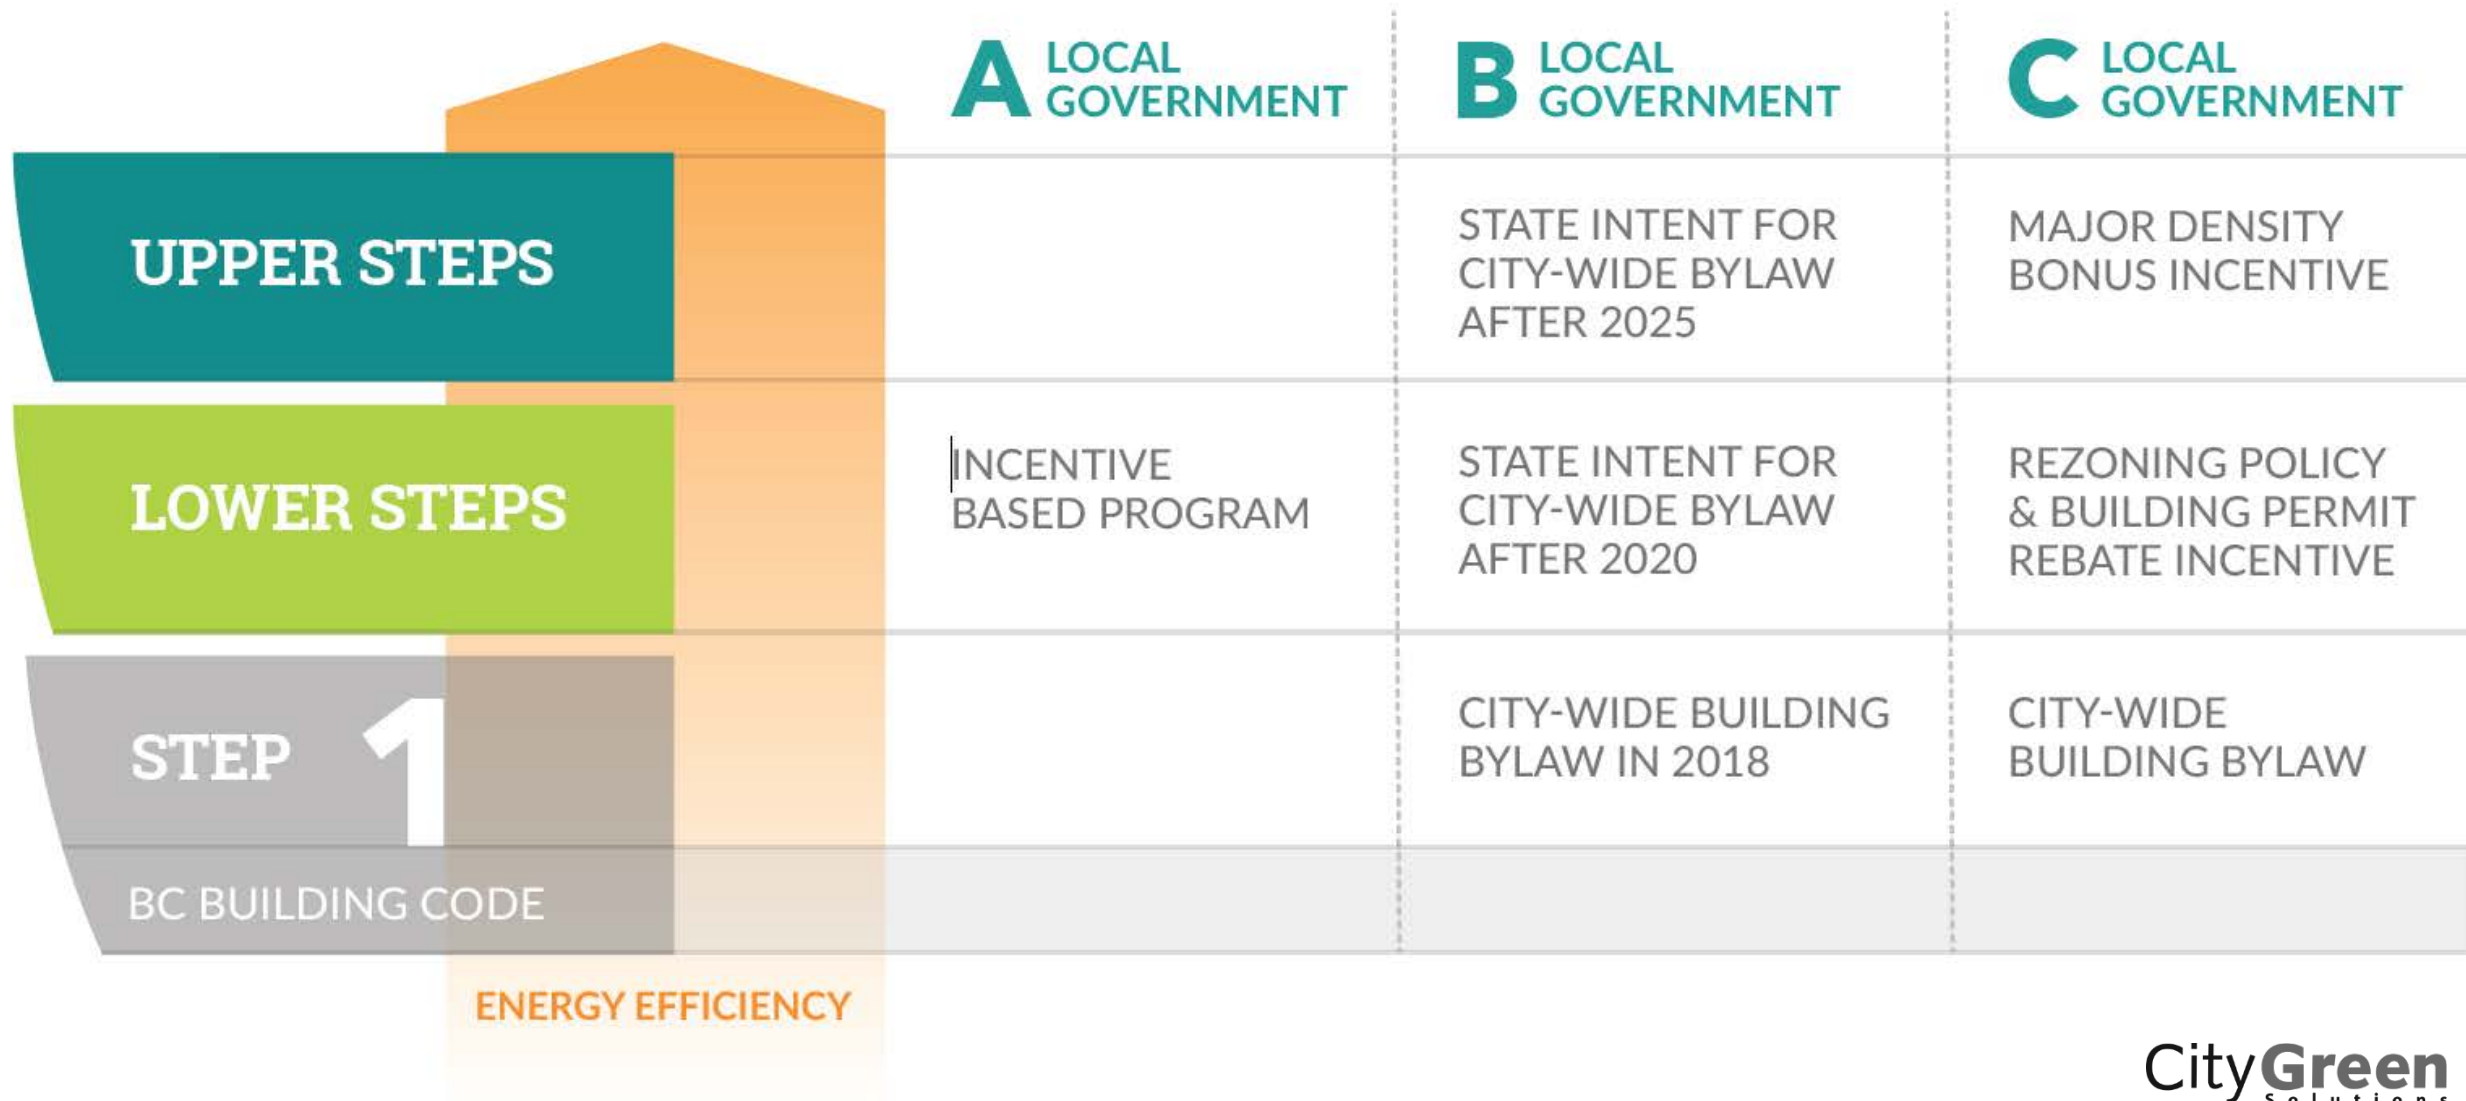 A LOCAL
GOVERNMENT
B LOCAL
GOVERNMENT
C LOCAL
GOVERNMENT
UPPER STEPS
STATE INTENT FOR
CITY-WIDE BYLAW
AFTER 2025
MAJOR DENSITY
BONUS INCENTIVE
LOWER STEPS
INCENTIVE
BASED PROGRAM
STATE INTENT FOR
CITY-WIDE BYLAW
AFTER 2020
REZONING POLICY
& BUILDING PERMIT
REBATE INCENTIVE
STEP 1
CITY-WIDE BUILDING
BYLAW IN 2018
CITY-WIDE
BUILDING BYLAW
BC BUILDING CODE
ENERGY EFFICIENCY
CityGreen
Solutions